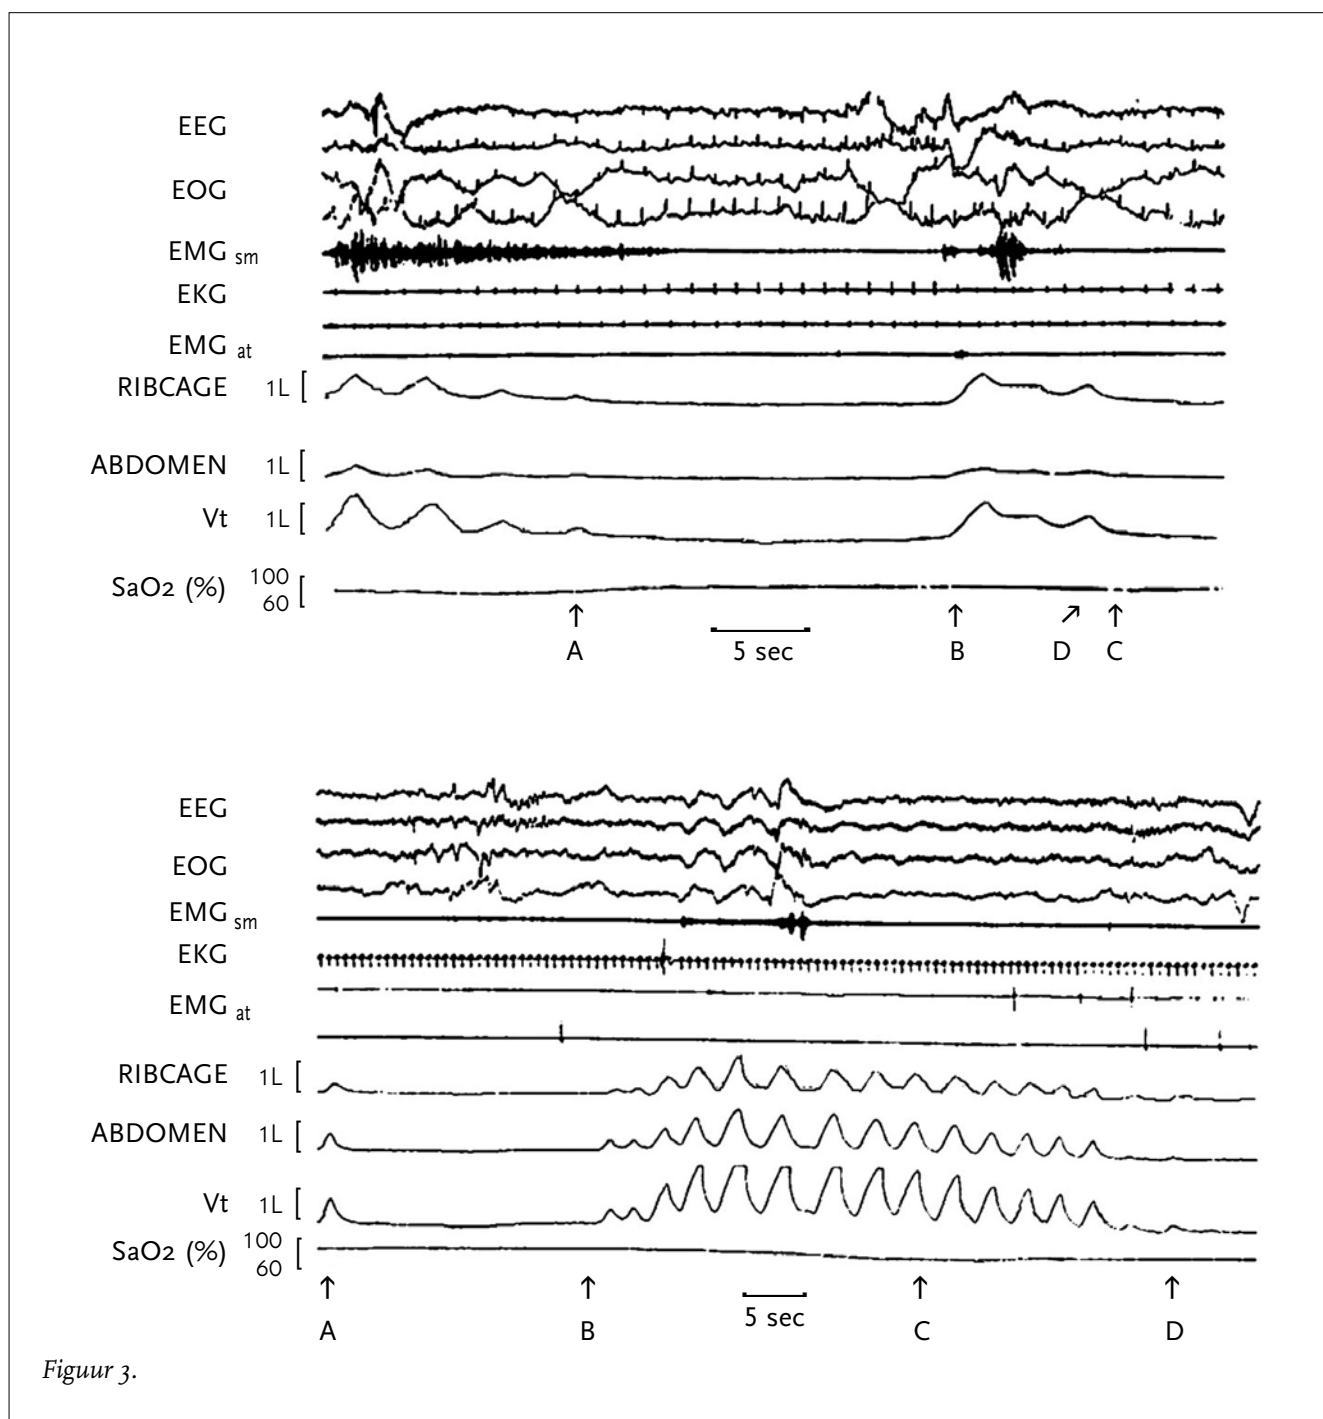 EEG
EOG
EMG sm
EKG
EMG at
RIBCAGE 1L
ABDOMEN 1L
Vt 1L
SaO2 (%) 100
60
A B D C
5 sec
EEG
EOG
EMG sm
EKG
EMG at
RIBCAGE 1L
ABDOMEN 1L
Vt 1L
SaO2 (%) 100
60
5 sec
A B C D
Figuur 3.